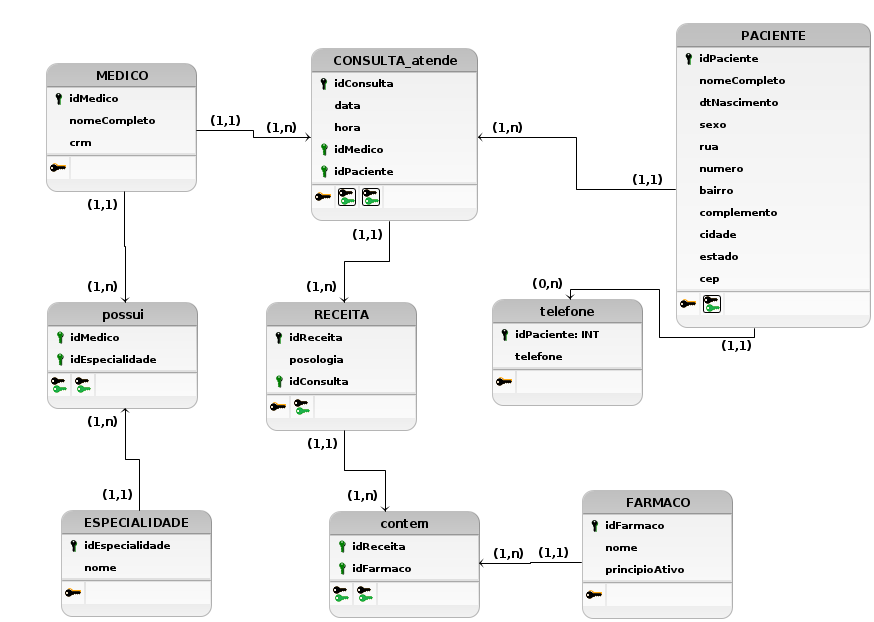 MEDICO
idMedico
nomeCompleto
crm
(1,1)
(1,n)
CONSULTA_atende
idConsulta
data
hora
idMedico
idPaciente
(1,n)
(1,1)
PACIENTE
idPaciente
nomeCompleto
dtNascimento
sexo
rua
numero
bairro
complemento
cidade
estado
cep
(1,1)
(1,n)
(1,1)
(1,n)
(0,n)
(1,1)
possui
idMedico
idEspecialidade
RECEITA
idReceita
posologia
idConsulta
telefone
idPaciente: INT
telefone
(1,n)
(1,1)
(1,1)
(1,n)
ESPECIALIDADE
idEspecialidade
nome
contem
idReceita
idFarmaco
(1,n)
(1,1)
FARMACO
idFarmaco
nome
principioAtivo